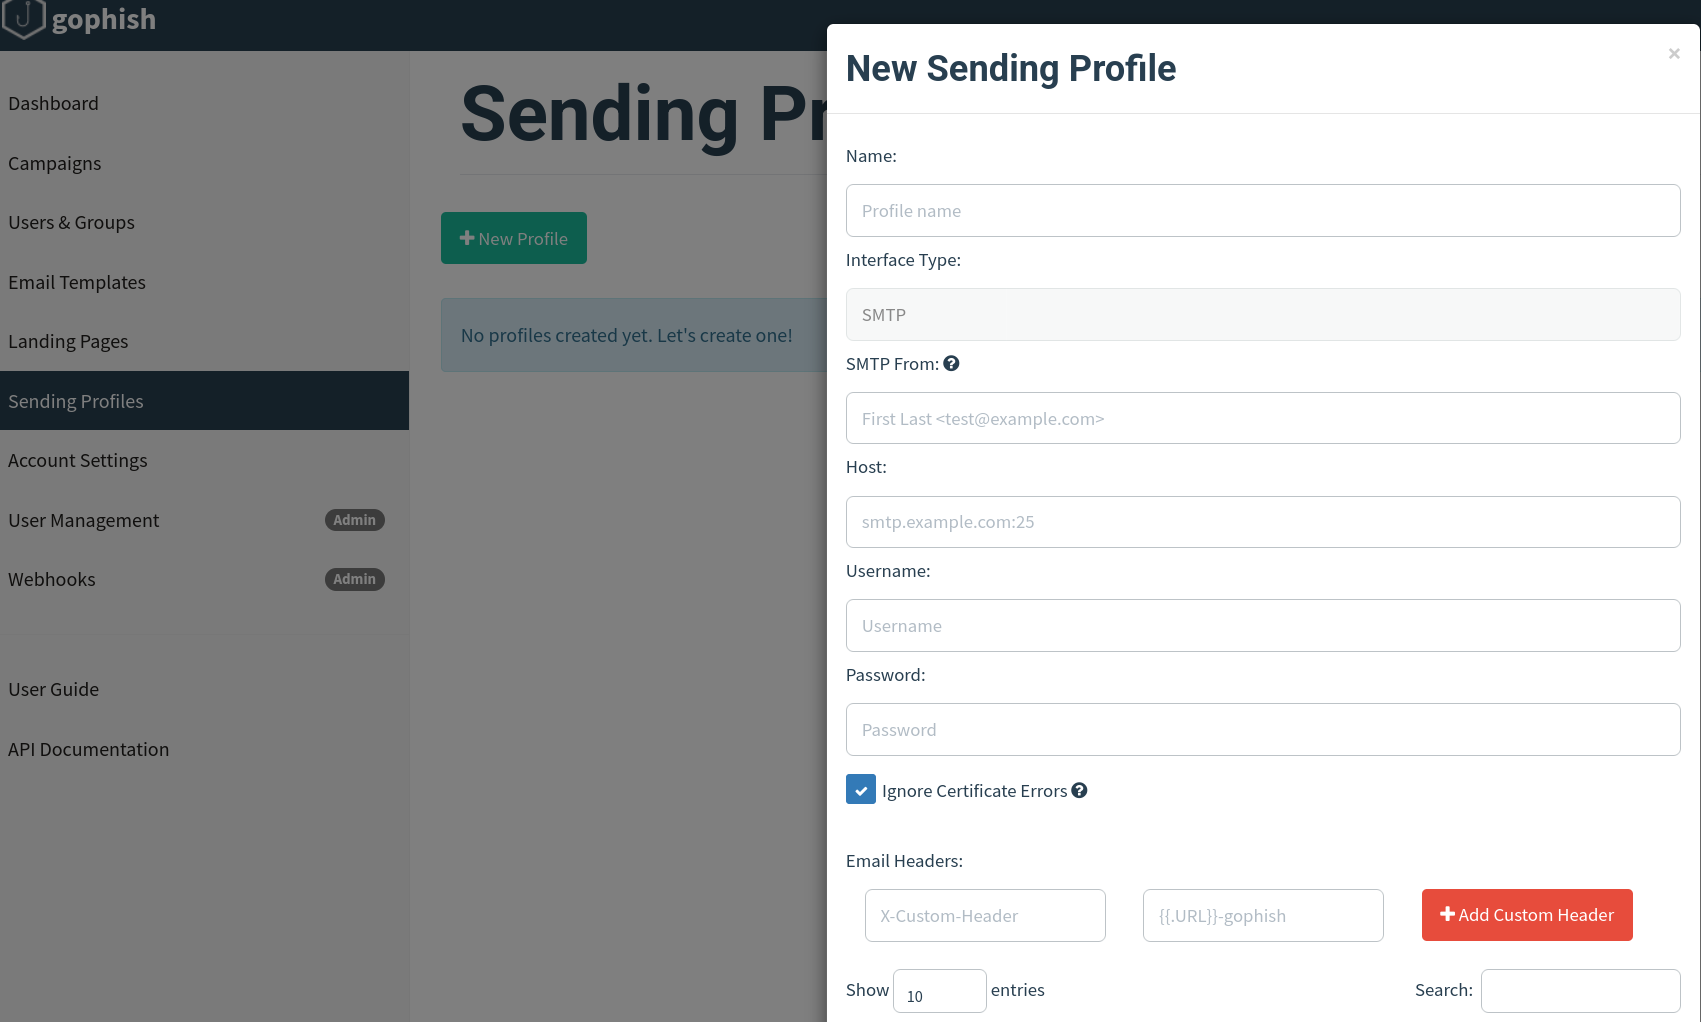 gophish
Dashboard
Campaigns
Users & Groups
Email Templates
Landing Pages
Sending Profiles
Account Settings
User Management Admin
Webhooks Admin
User Guide
API Documentation
Sending Pr
New Profile
No profiles created yet. Let's create one!
New Sending Profile
×
Name:
Profile name
Interface Type:
SMTP
SMTP From:
First Last <test@example.com>
Host:
smtp.example.com:25
Username:
Username
Password:
Password
Ignore Certificate Errors
Email Headers:
X-Custom-Header {{.URL}}-gophish Add Custom Header
Show 10 entries Search: